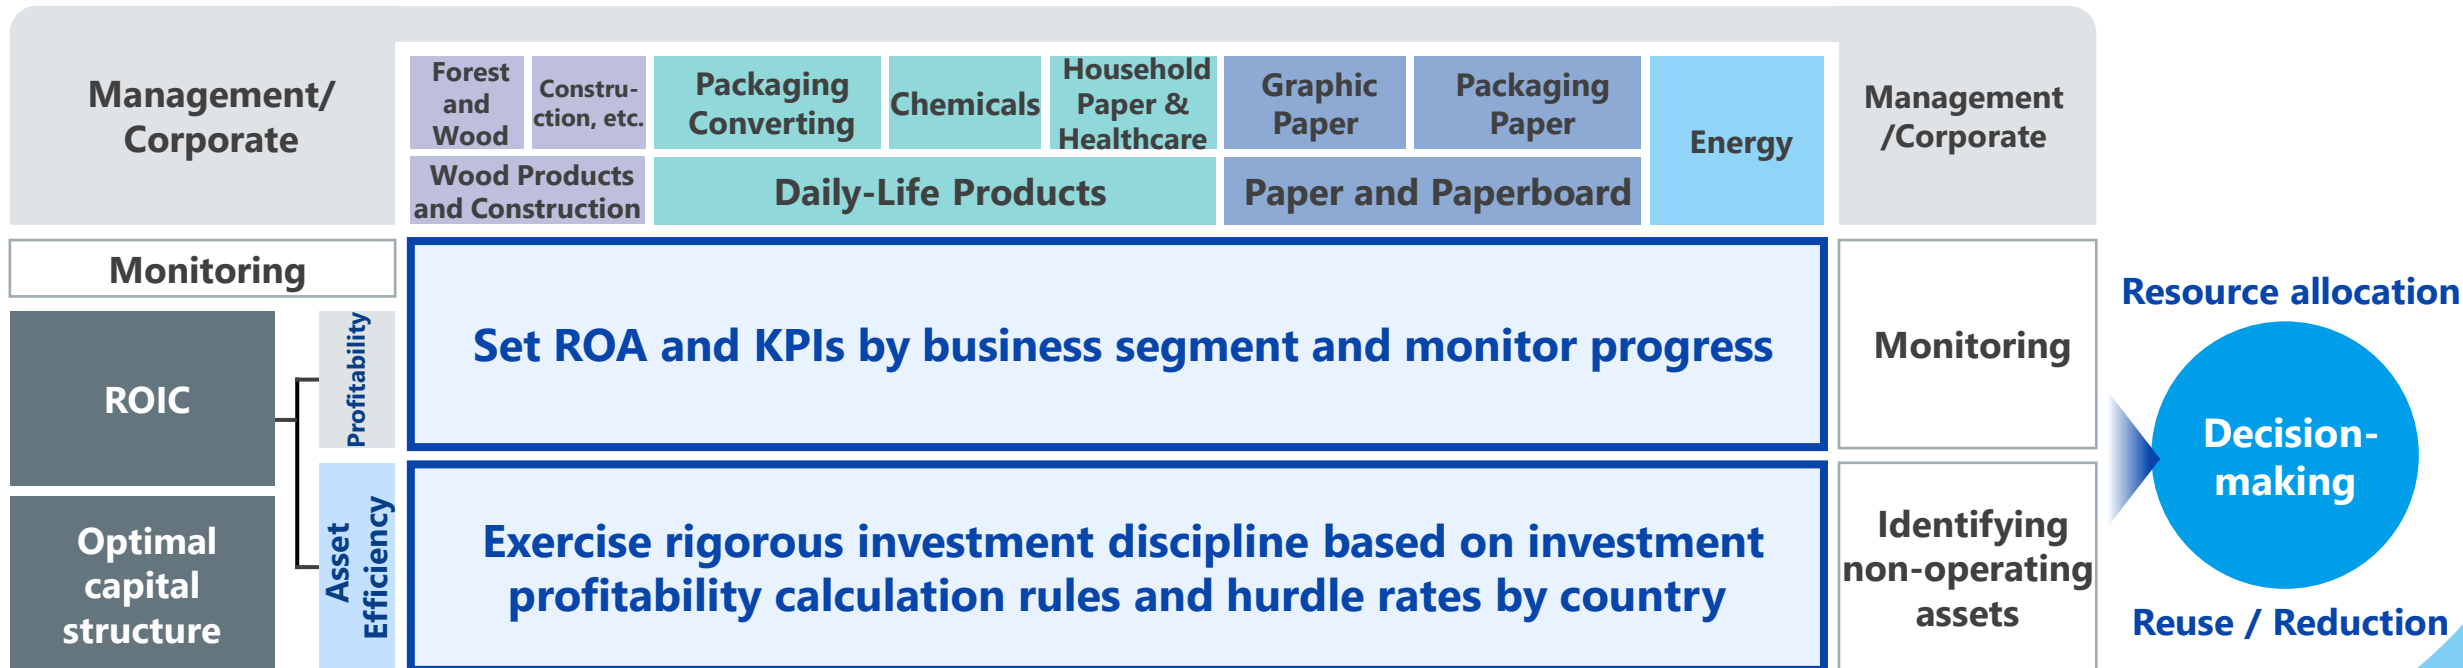 Management/
Corporate
Forest
and
Wood
Constru-
ction, etc.
Packaging
Converting
Chemicals
Household
Paper &
Healthcare
Graphic
Paper
Packaging
Paper
Energy
Management
/Corporate
Wood Products
and Construction
Daily-Life Products
Paper and Paperboard
Monitoring
ROIC
Optimal
capital
structure
Profitability
Asset
Efficiency
Set ROA and KPIs by business segment and monitor progress
Exercise rigorous investment discipline based on investment
profitability calculation rules and hurdle rates by country
Monitoring
Identifying
non-operating
assets
Resource allocation
Decision-
making
Reuse / Reduction